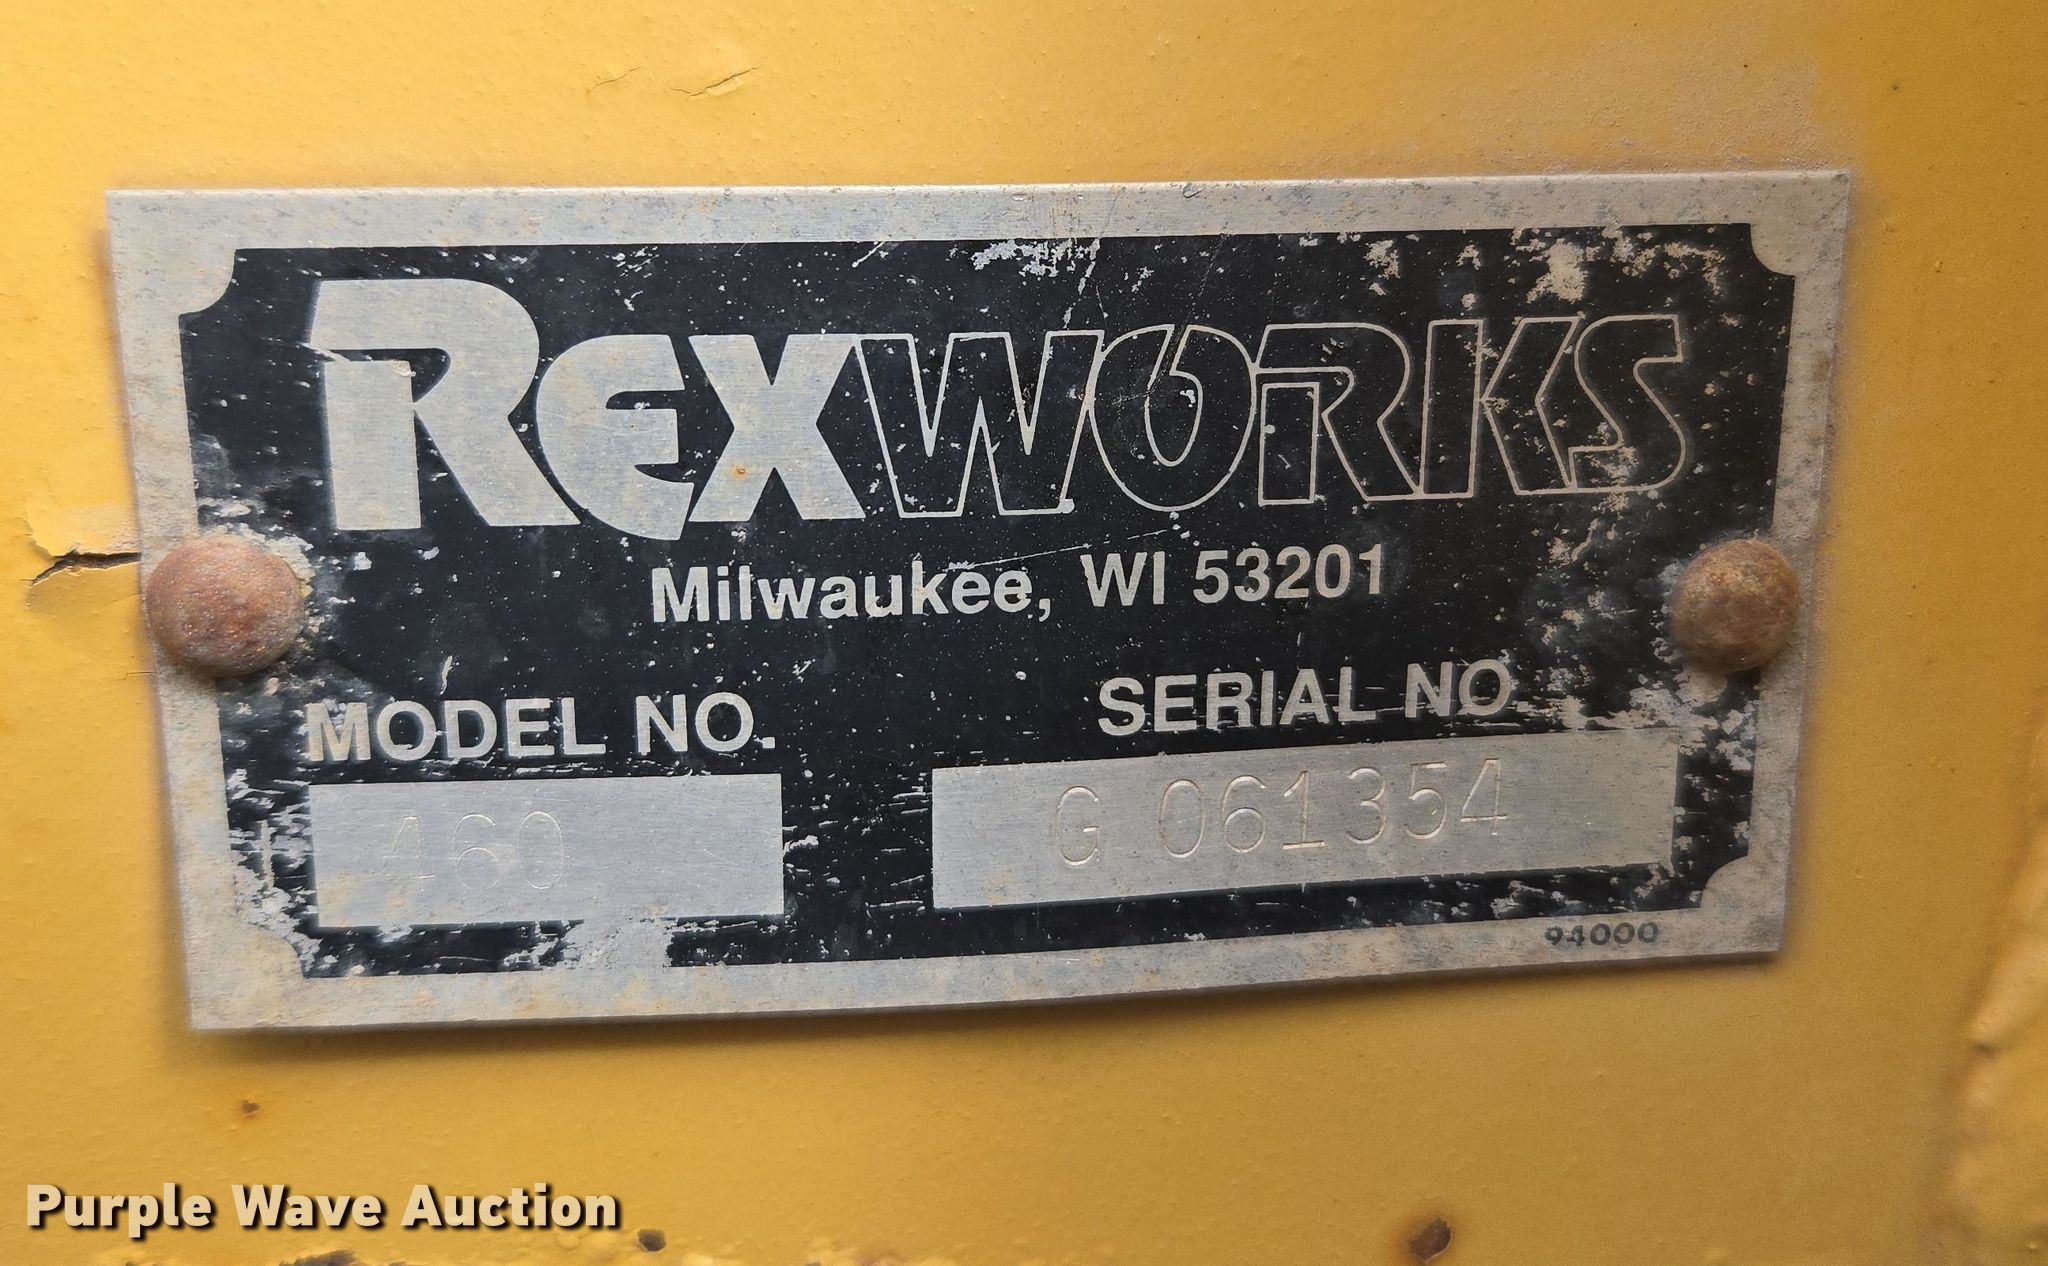 REXWORKS
Milwaukee, WI 53201
MODEL NO.
SERIAL NO.
460
G 061354
94000
Purple Wave Auction